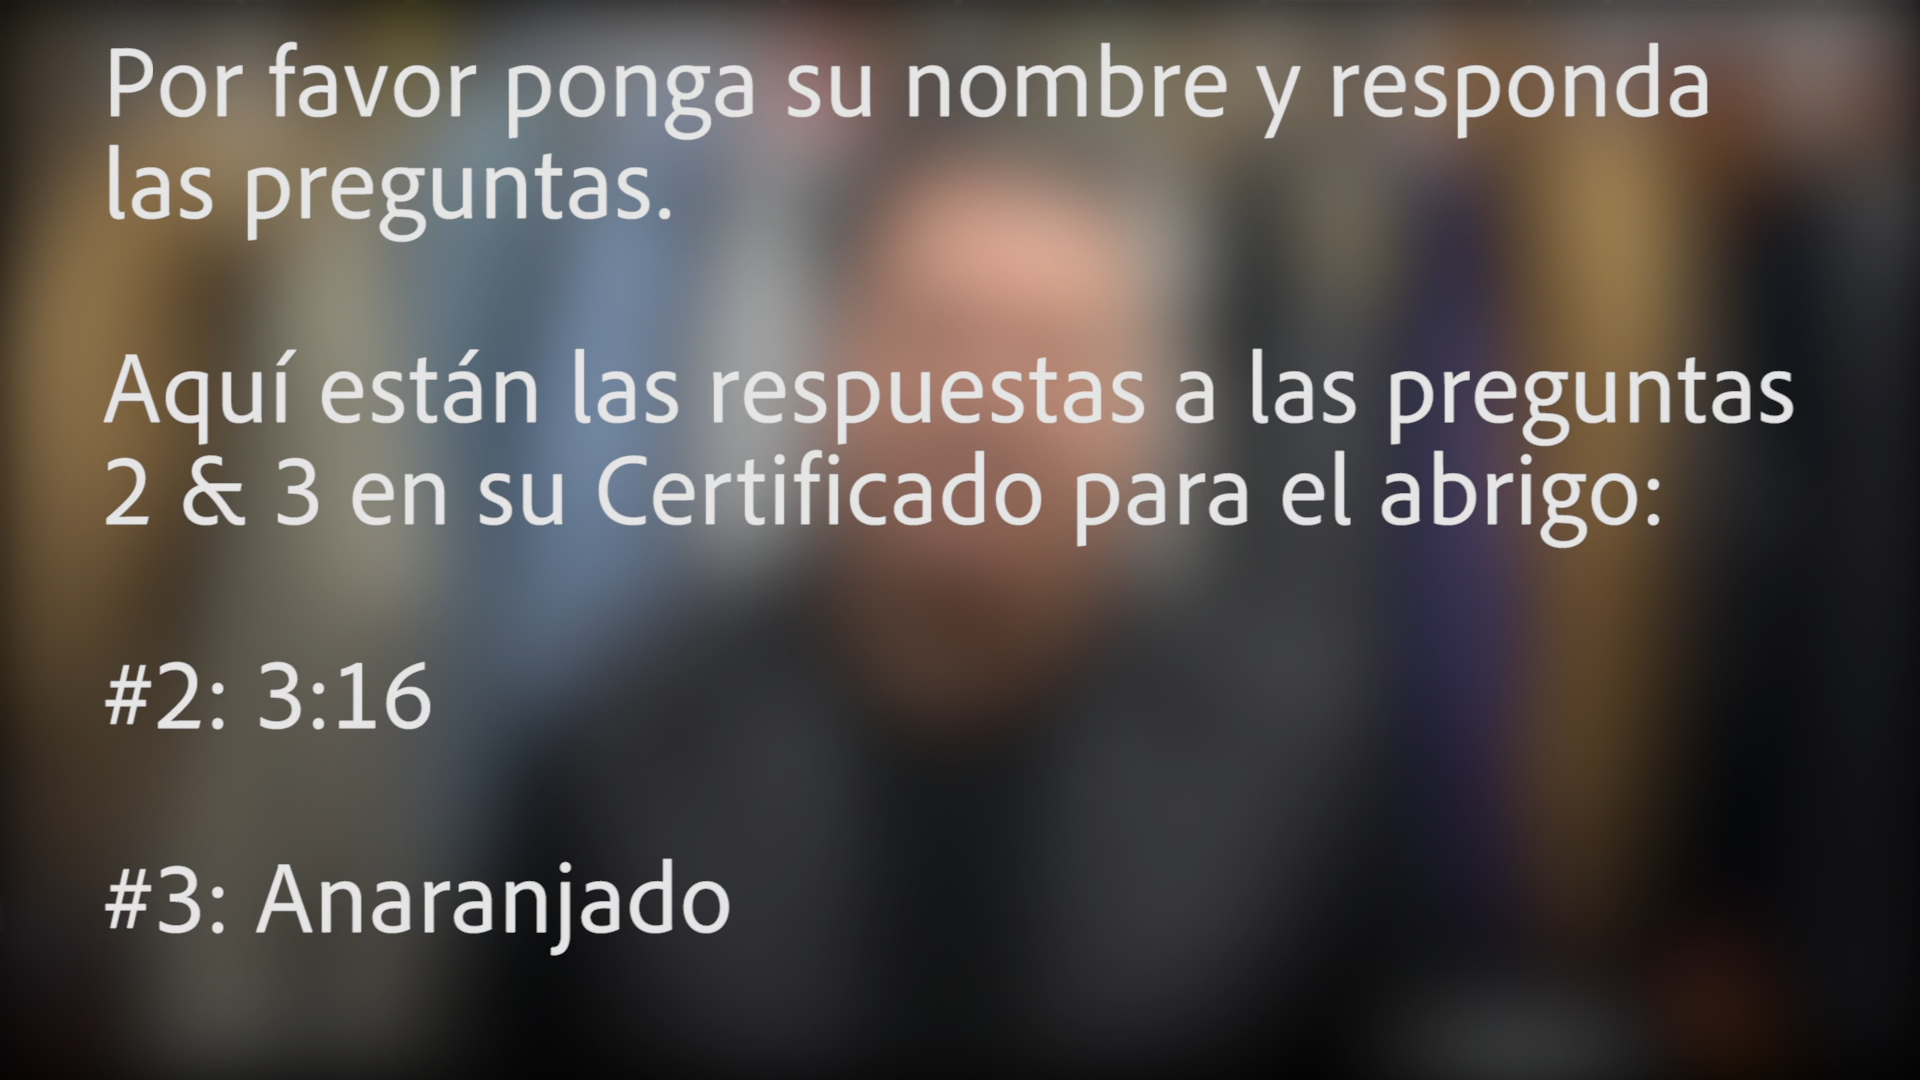 Por favor ponga su nombre y responda
las preguntas.
Aquí están las respuestas a las preguntas
2 & 3 en su Certificado para el abrigo:
#2: 3:16
#3: Anaranjado